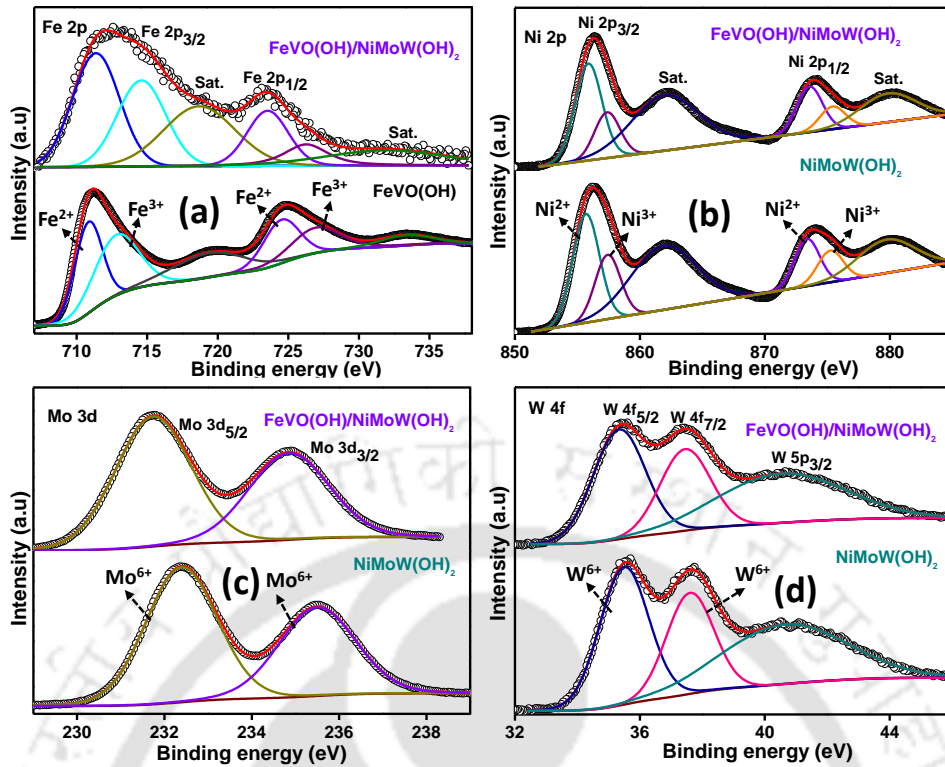 Fe 2p
Fe 2p3/2
FeVO(OH)/NiMoW(OH)2
Sat.
Fe 2p1/2
Sat.
Fe2+
Fe3+
(a)
Fe2+
Fe3+
FeVO(OH)
Intensity (a.u)
710 715 720 725 730 735
Binding energy (eV)
Ni 2p
Ni 2p3/2
FeVO(OH)/NiMoW(OH)2
Sat.
Ni 2p1/2
Sat.
NiMoW(OH)2
Ni2+
Ni3+
(b)
Ni2+
Ni3+
Intensity (a.u)
850 860 870 880
Binding energy (eV)
Mo 3d
Mo 3d5/2
FeVO(OH)/NiMoW(OH)2
Mo 3d3/2
NiMoW(OH)2
Mo6+
(c)
Mo6+
Intensity (a.u)
230 232 234 236 238
Binding energy (eV)
W 4f
W 4f5/2
W 4f7/2
FeVO(OH)/NiMoW(OH)2
W 5p3/2
NiMoW(OH)2
W6+
W6+
(d)
Intensity (a.u)
32 36 40 44
Binding energy (eV)